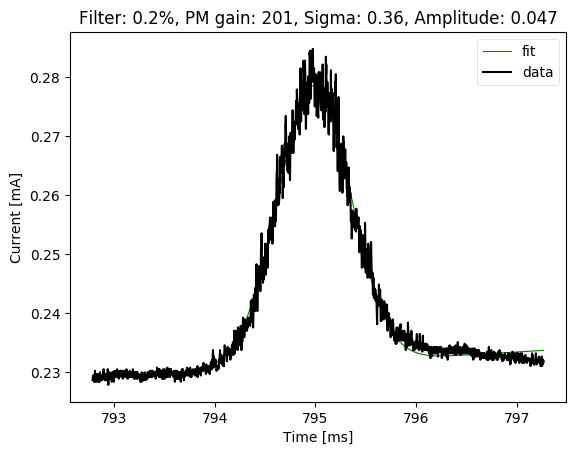 Filter: 0.2%, PM gain: 201, Sigma: 0.36, Amplitude: 0.047
fit
data
0.28
0.27
0.26
0.25
0.24
0.23
Current [mA]
793
794
795
796
797
Time [ms]